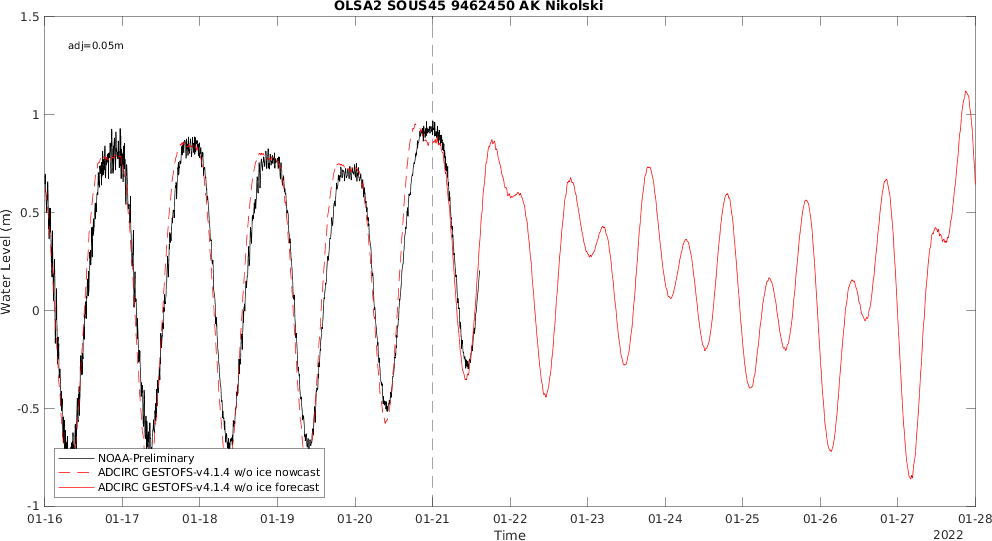 OLSA2 SOUS45 9462450 AK Nikolski
adj=0.05m
1.5
1
0.5
0
-0.5
-1
Water Level (m)
NOAA-Preliminary
ADCIRC GESTOFS-v4.1.4 w/o ice nowcast
ADCIRC GESTOFS-v4.1.4 w/o ice forecast
01-16 01-17 01-18 01-19 01-20 01-21 01-22 01-23 01-24 01-25 01-26 01-27 01-28
Time
2022